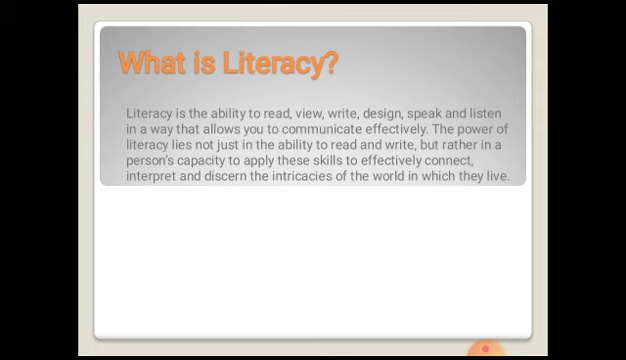 What is Literacy?
Literacy is the ability to read, view, write, design, speak and listen
in a way that allows you to communicate effectively. The power of
literacy lies not just in the ability to read and write, but rather in a
person's capacity to apply these skills to effectively connect,
interpret and discern the intricacies of the world in which they live.